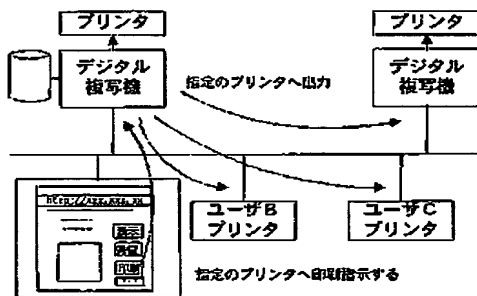 プリンタ
プリンタ
デジタル
複写機
デジタル
複写機
指定のプリンタへ出力
ユーザB
プリンタ
ユーザC
プリンタ
表示
印刷
指定のプリンタへ印刷指示する